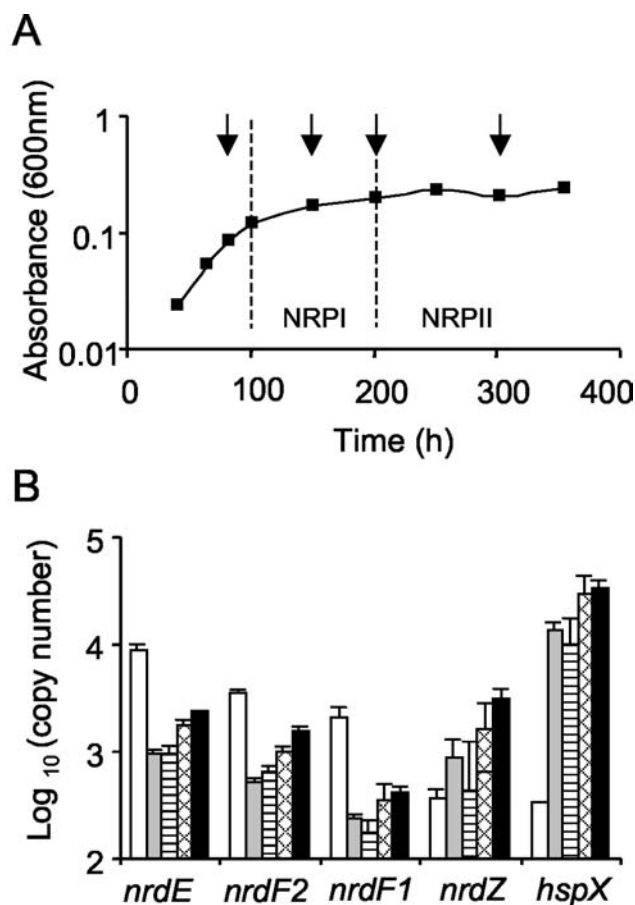 A
Absorbance (600nm)
1
0.1
0.01
NRPI
NRPII
0
100
200
300
400
Time (h)
B
Log 10 (copy number)
5
4
3
2
nrdE
nrdF2
nrdF1
nrdZ
hspX